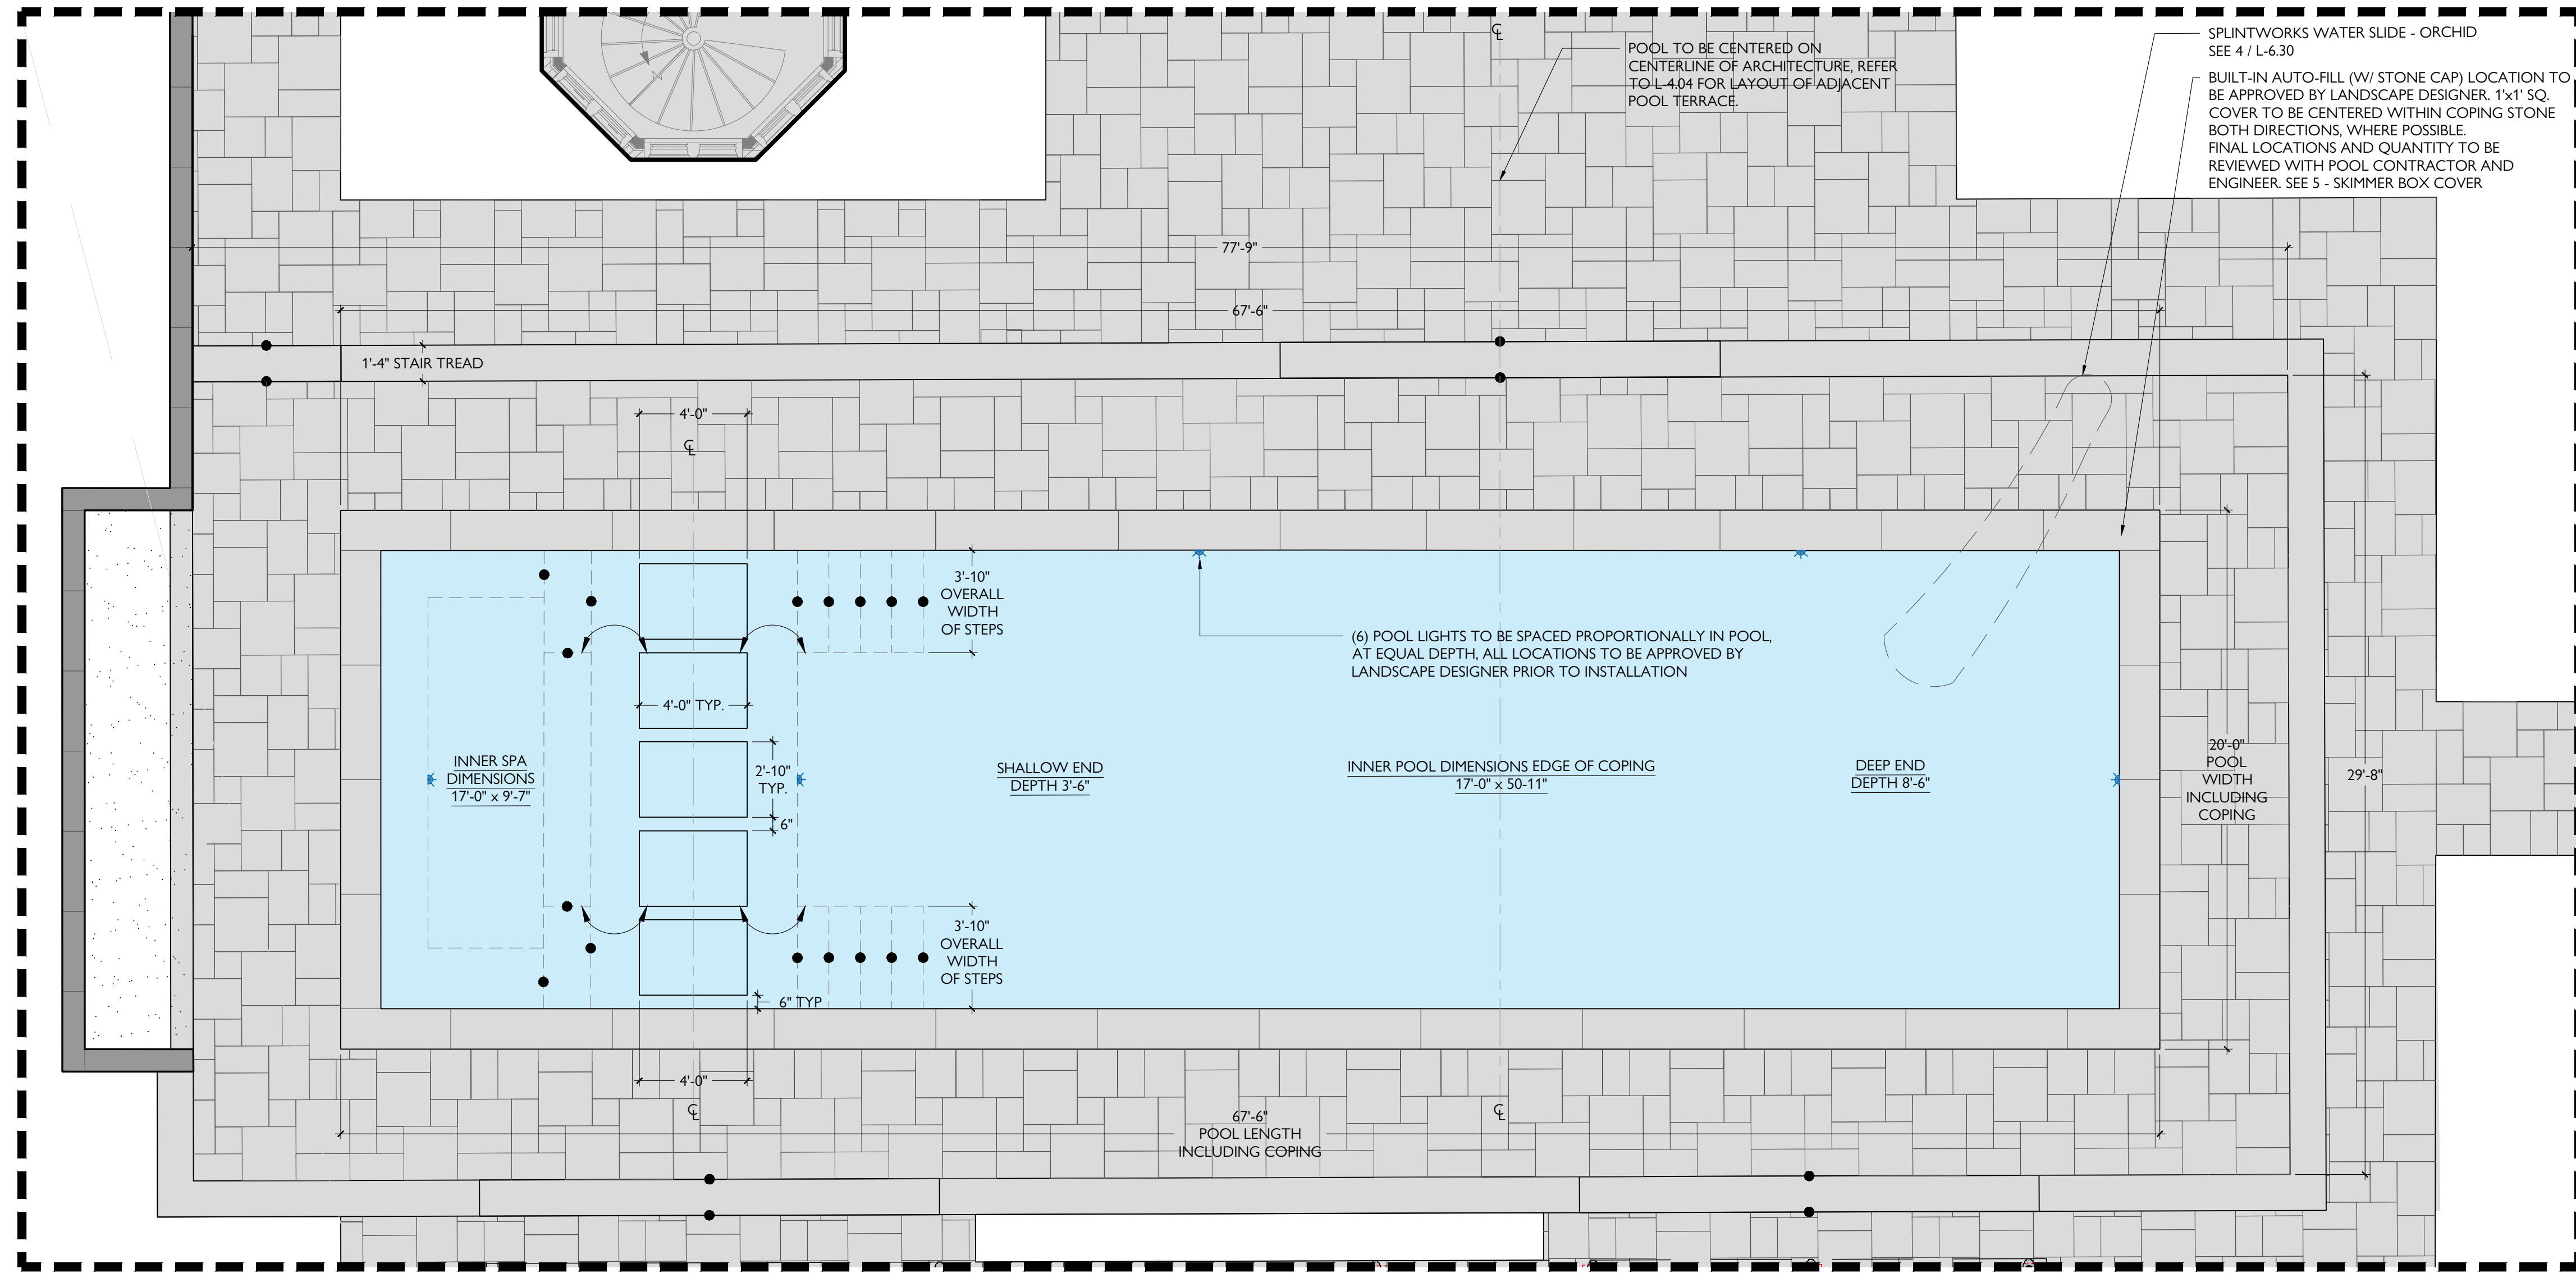 ℄
POOL TO BE CENTERED ON
CENTERLINE OF ARCHITECTURE, REFER
TO L-4.04 FOR LAYOUT OF ADJACENT
POOL TERRACE.
SPLINTWORKS WATER SLIDE - ORCHID
SEE 4 / L-6.30
BUILT-IN AUTO-FILL (W/ STONE CAP) LOCATION TO
BE APPROVED BY LANDSCAPE DESIGNER. 1'x1' SQ.
COVER TO BE CENTERED WITHIN COPING STONE
BOTH DIRECTIONS, WHERE POSSIBLE.
FINAL LOCATIONS AND QUANTITY TO BE
REVIEWED WITH POOL CONTRACTOR AND
ENGINEER. SEE 5 - SKIMMER BOX COVER
77'-9"
67'-6"
1'-4" STAIR TREAD
4'-0"
℄
3'-10"
OVERALL
WIDTH
OF STEPS
(6) POOL LIGHTS TO BE SPACED PROPORTIONALLY IN POOL,
AT EQUAL DEPTH, ALL LOCATIONS TO BE APPROVED BY
LANDSCAPE DESIGNER PRIOR TO INSTALLATION
4'-0" TYP.
INNER SPA
DIMENSIONS
17'-0" x 9'-7"
2'-10"
TYP.
6"
SHALLOW END
DEPTH 3'-6"
INNER POOL DIMENSIONS EDGE OF COPING
17'-0" x 50-11"
DEEP END
DEPTH 8'-6"
20'-0"
POOL
WIDTH
INCLUDING
COPING
29'-8"
3'-10"
OVERALL
WIDTH
OF STEPS
6" TYP
4'-0"
℄
℄
67'-6"
POOL LENGTH
INCLUDING COPING